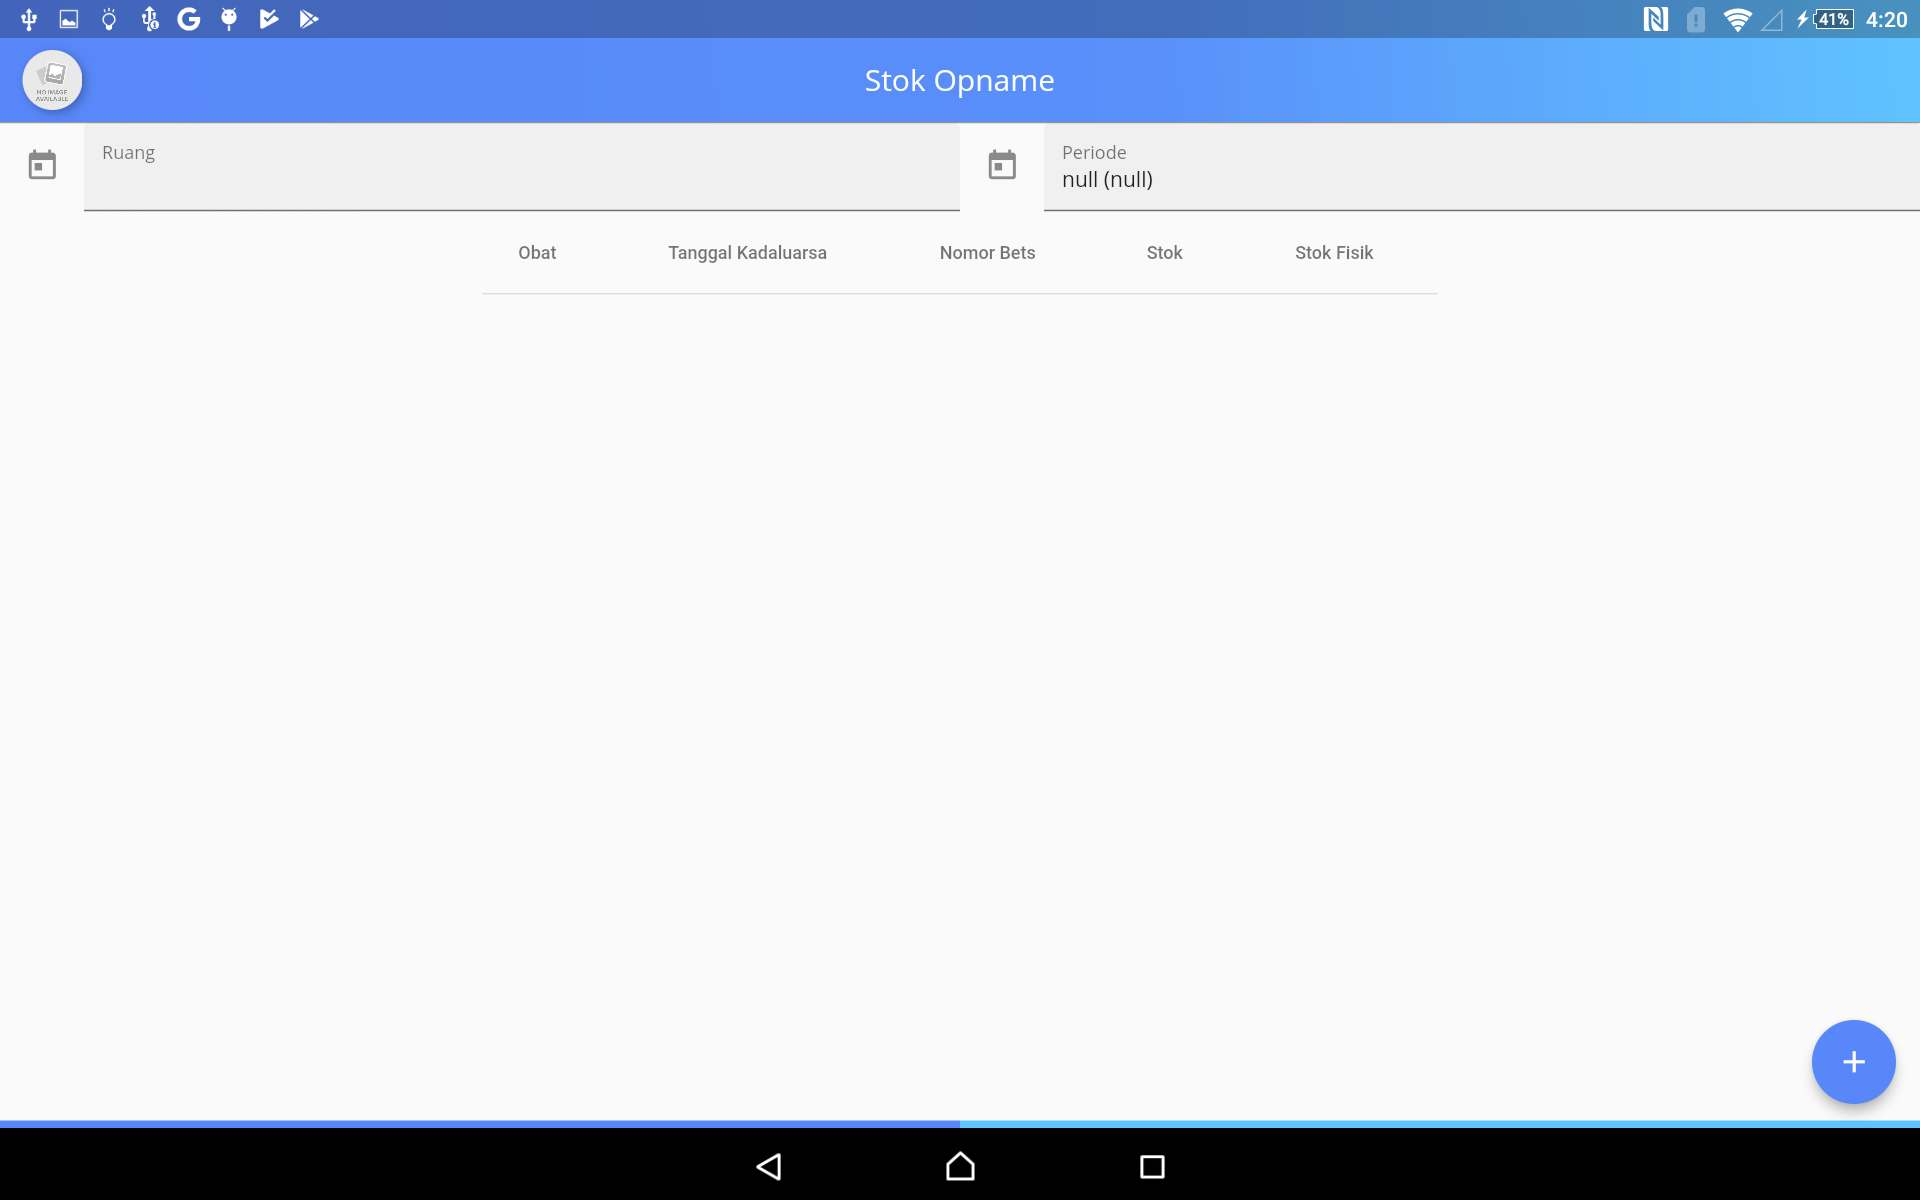 41%
4:20
NO IMAGE
AVAILABLE
Stok Opname
Ruang
Periode
null (null)
Obat
Tanggal Kadaluarsa
Nomor Bets
Stok
Stok Fisik